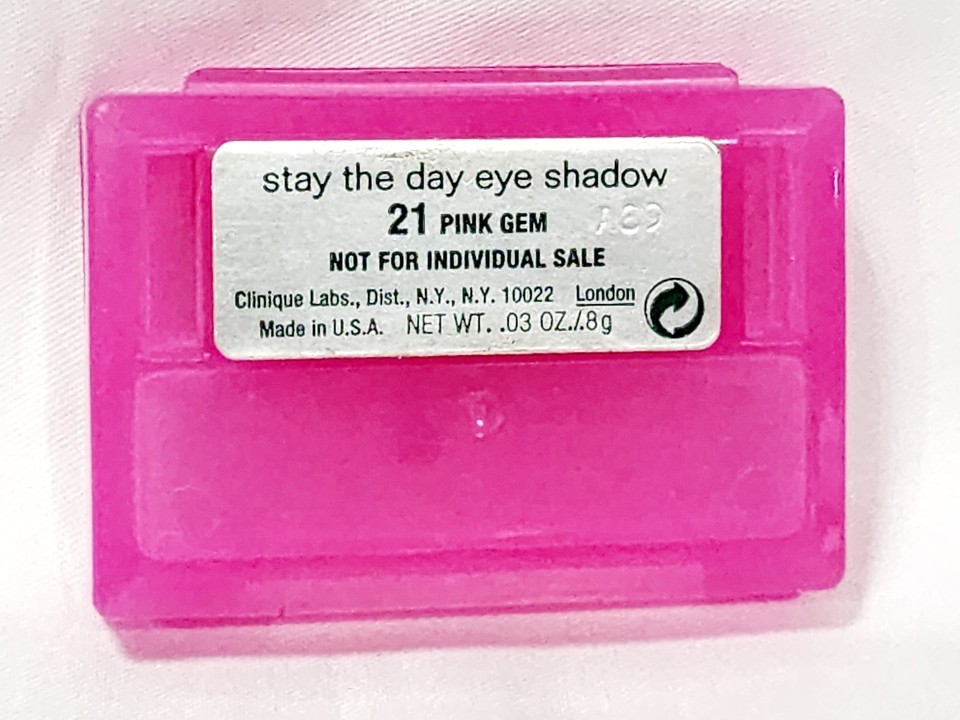 stay the day eye shadow
21 PINK GEM A69
NOT FOR INDIVIDUAL SALE
Clinique Labs., Dist., N.Y., N.Y. 10022 London
Made in U.S.A. NET WT. .03 OZ./.8g